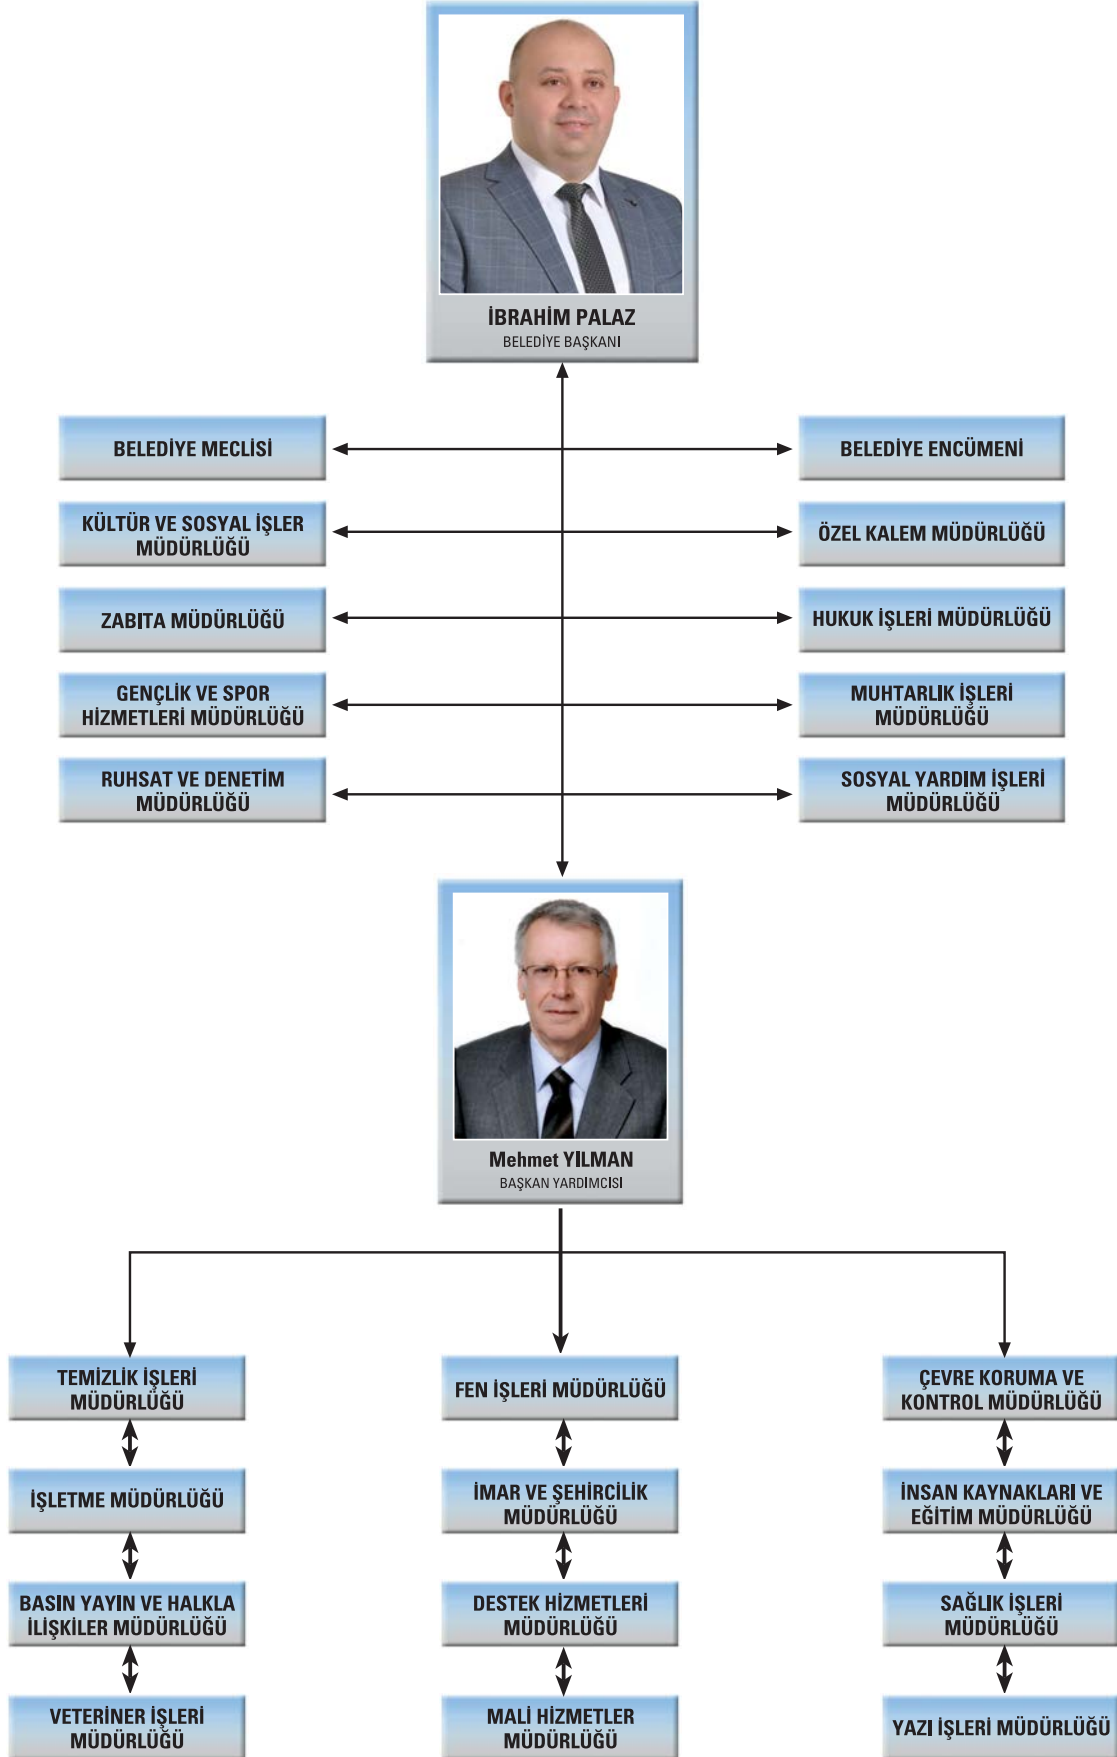 İBRAHİM PALAZ
BELEDİYE BAŞKANI
BELEDİYE MECLİSİ
BELEDİYE ENCÜMENİ
KÜLTÜR VE SOSYAL İŞLER
MÜDÜRLÜĞÜ
ÖZEL KALEM MÜDÜRLÜĞÜ
ZABITA MÜDÜRLÜĞÜ
HUKUK İŞLERİ MÜDÜRLÜĞÜ
GENÇLİK VE SPOR
HİZMETLERİ MÜDÜRLÜĞÜ
MUHTARLIK İŞLERİ
MÜDÜRLÜĞÜ
RUHSAT VE DENETİM
MÜDÜRLÜĞÜ
SOSYAL YARDIM İŞLERİ
MÜDÜRLÜĞÜ
Mehmet YILMAN
BAŞKAN YARDIMCISI
TEMİZLİK İŞLERİ
MÜDÜRLÜĞÜ
FEN İŞLERİ MÜDÜRLÜĞÜ
ÇEVRE KORUMA VE
KONTROL MÜDÜRLÜĞÜ
İŞLETME MÜDÜRLÜĞÜ
İMAR VE ŞEHİRCİLİK
MÜDÜRLÜĞÜ
İNSAN KAYNAKLARI VE
EĞİTİM MÜDÜRLÜĞÜ
BASIN YAYIN VE HALKLA
İLİŞKİLER MÜDÜRLÜĞÜ
DESTEK HİZMETLERİ
MÜDÜRLÜĞÜ
SAĞLIK İŞLERİ
MÜDÜRLÜĞÜ
VETERİNER İŞLERİ
MÜDÜRLÜĞÜ
MALİ HİZMETLER
MÜDÜRLÜĞÜ
YAZI İŞLERİ MÜDÜRLÜĞÜ